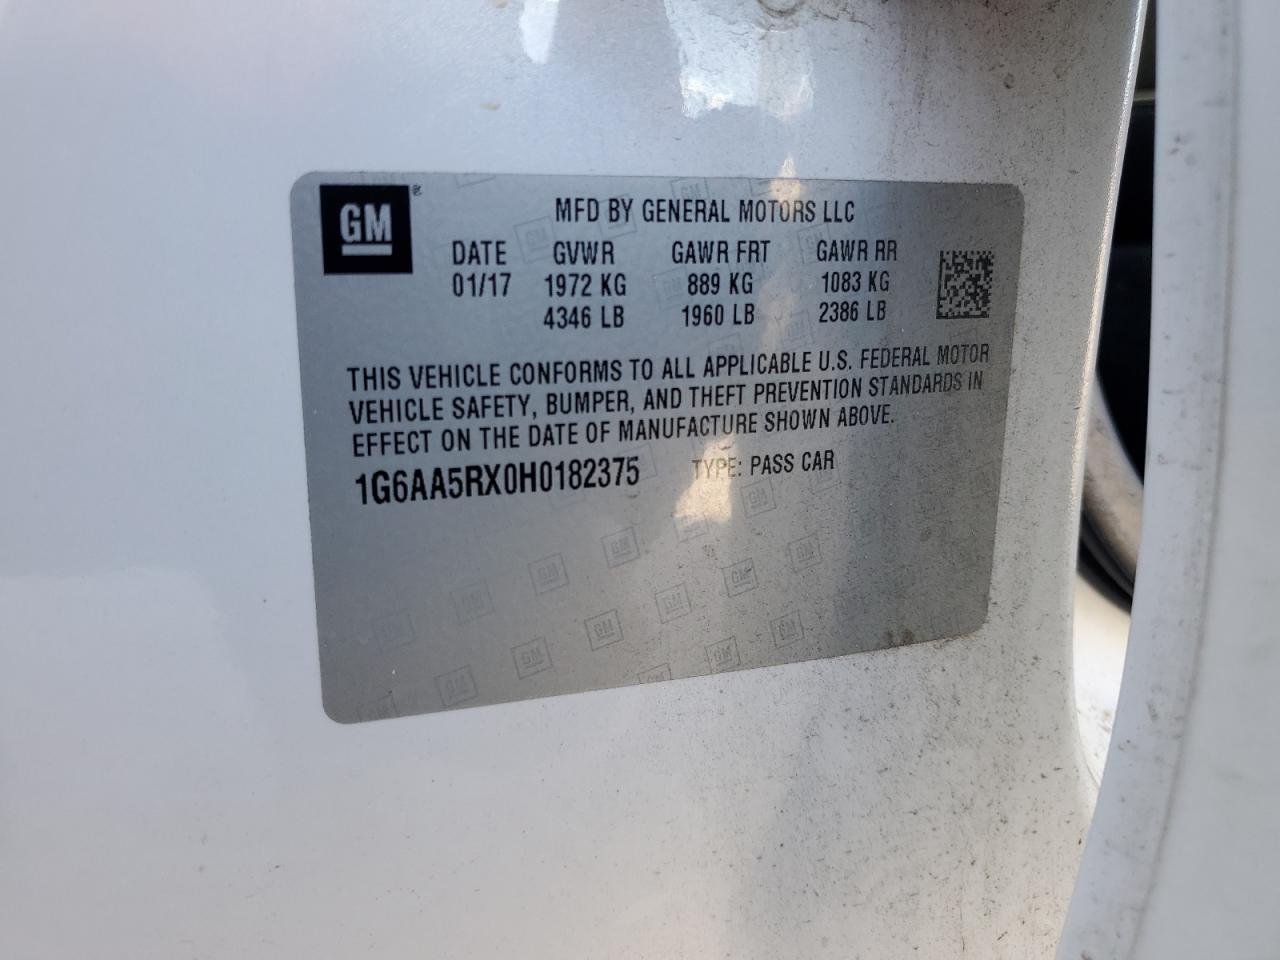 GM ®
MFD BY GENERAL MOTORS LLC
DATE GVWR GAWR FRT GAWR RR
01/17 1972 KG 889 KG 1083 KG
4346 LB 1960 LB 2386 LB
THIS VEHICLE CONFORMS TO ALL APPLICABLE U.S. FEDERAL MOTOR
VEHICLE SAFETY, BUMPER, AND THEFT PREVENTION STANDARDS IN
EFFECT ON THE DATE OF MANUFACTURE SHOWN ABOVE.
1G6AA5RX0H0182375 TYPE: PASS CAR